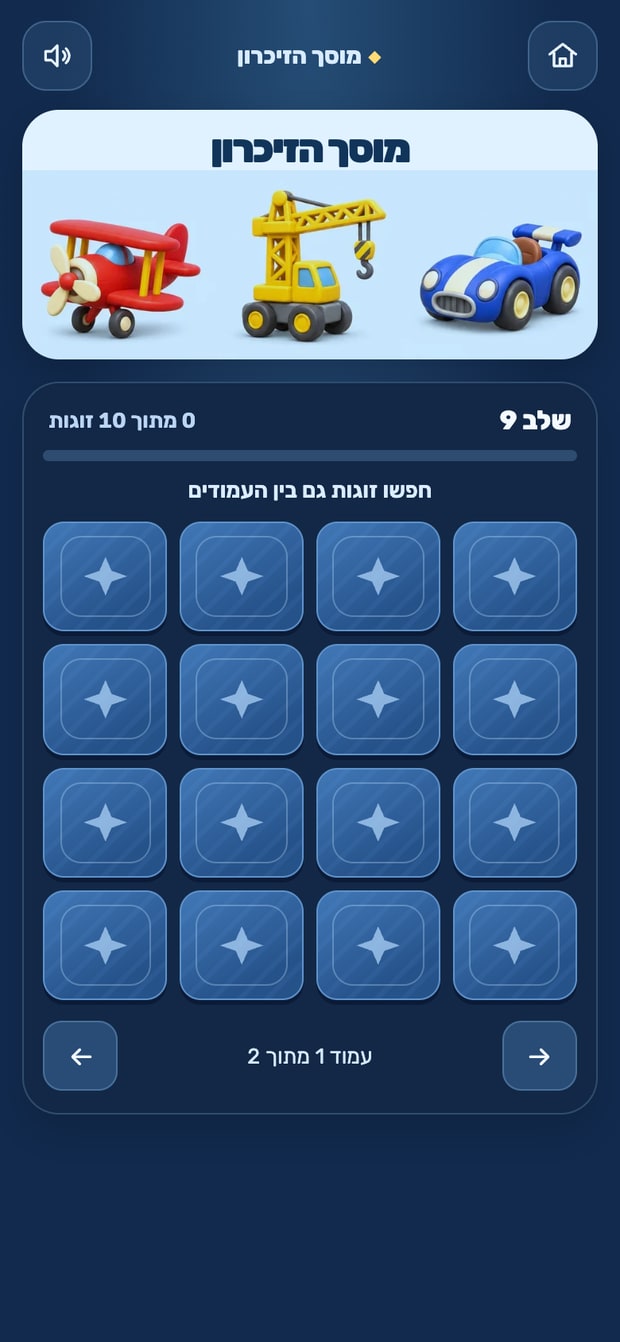 מוסך הזיכרון
מוסך הזיכרון
שלב 9
0 מתוך 10 זוגות
חפשו זוגות גם בין העמודים
עמוד 1 מתוך 2